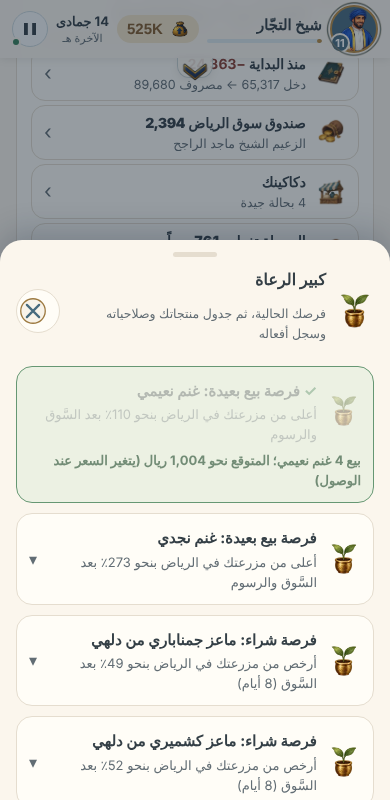 شيخ التجّار
11
525K
14 جمادى
الآخرة هـ
منذ البداية −363
دخل 65,317 ← مصروف 89,680
صندوق سوق الرياض 2,394
الزعيم الشيخ ماجد الراجح
دكاكينك
4 بحالة جيدة
كبير الرعاة
فرصك الحالية، ثم جدول منتجاتك وصلاحياته
وسجل أفعاله
✓ فرصة بيع بعيدة: غنم نعيمي
أعلى من مزرعتك في الرياض بنحو 110٪ بعد السَّوق
والرسوم
بيع 4 غنم نعيمي؛ المتوقع نحو 1,004 ريال (يتغير السعر عند
الوصول)
فرصة بيع بعيدة: غنم نجدي
أعلى من مزرعتك في الرياض بنحو 273٪ بعد
السَّوق والرسوم
فرصة شراء: ماعز جمناباري من دلهي
أرخص من مزرعتك في الرياض بنحو 49٪ بعد
السَّوق (8 أيام)
فرصة شراء: ماعز كشميري من دلهي
أرخص من مزرعتك في الرياض بنحو 52٪ بعد
السَّوق (8 أيام)